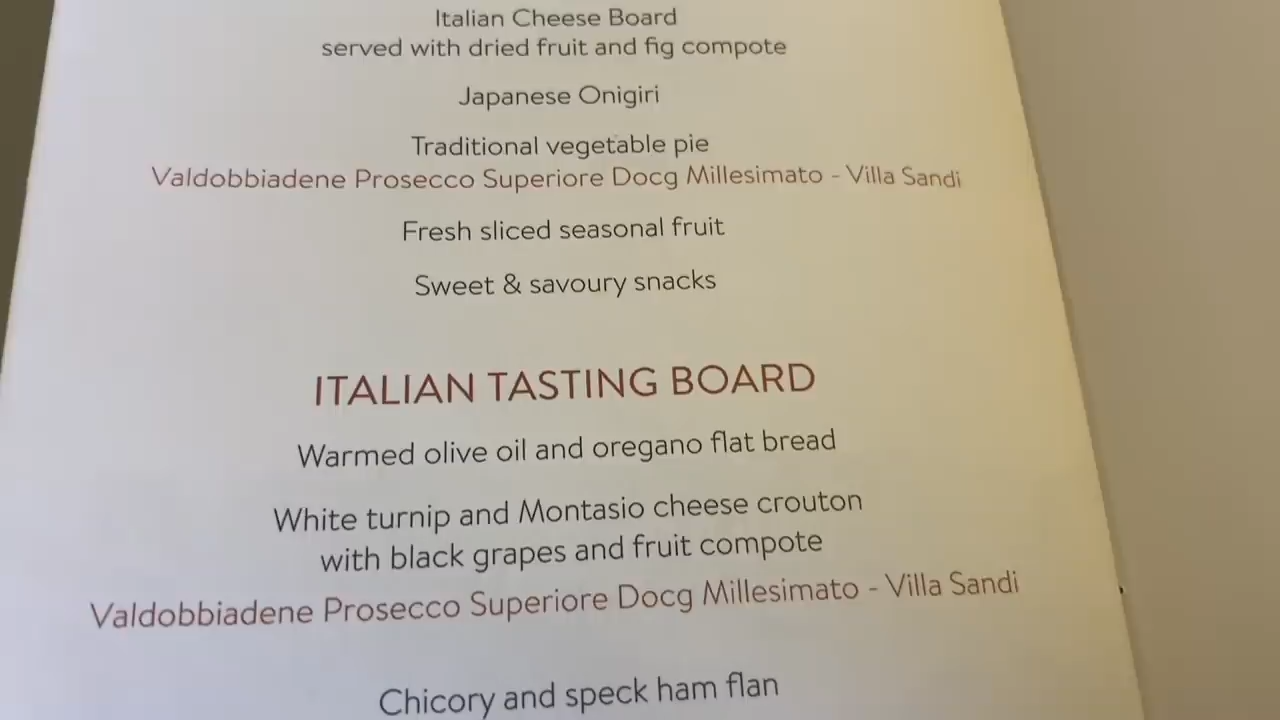 Italian Cheese Board
served with dried fruit and fig compote
Japanese Onigiri
Traditional vegetable pie
Valdobbiadene Prosecco Superiore Docg Millesimato - Villa Sandi
Fresh sliced seasonal fruit
Sweet & savoury snacks
ITALIAN TASTING BOARD
Warmed olive oil and oregano flat bread
White turnip and Montasio cheese crouton
with black grapes and fruit compote
Valdobbiadene Prosecco Superiore Docg Millesimato - Villa Sandi
Chicory and speck ham flan